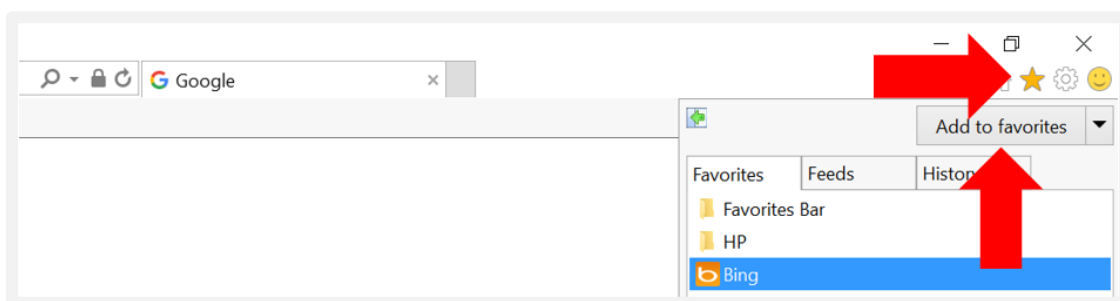 Google
Add to favorites
Favorites Feeds
Favorites Bar
HP
Bing